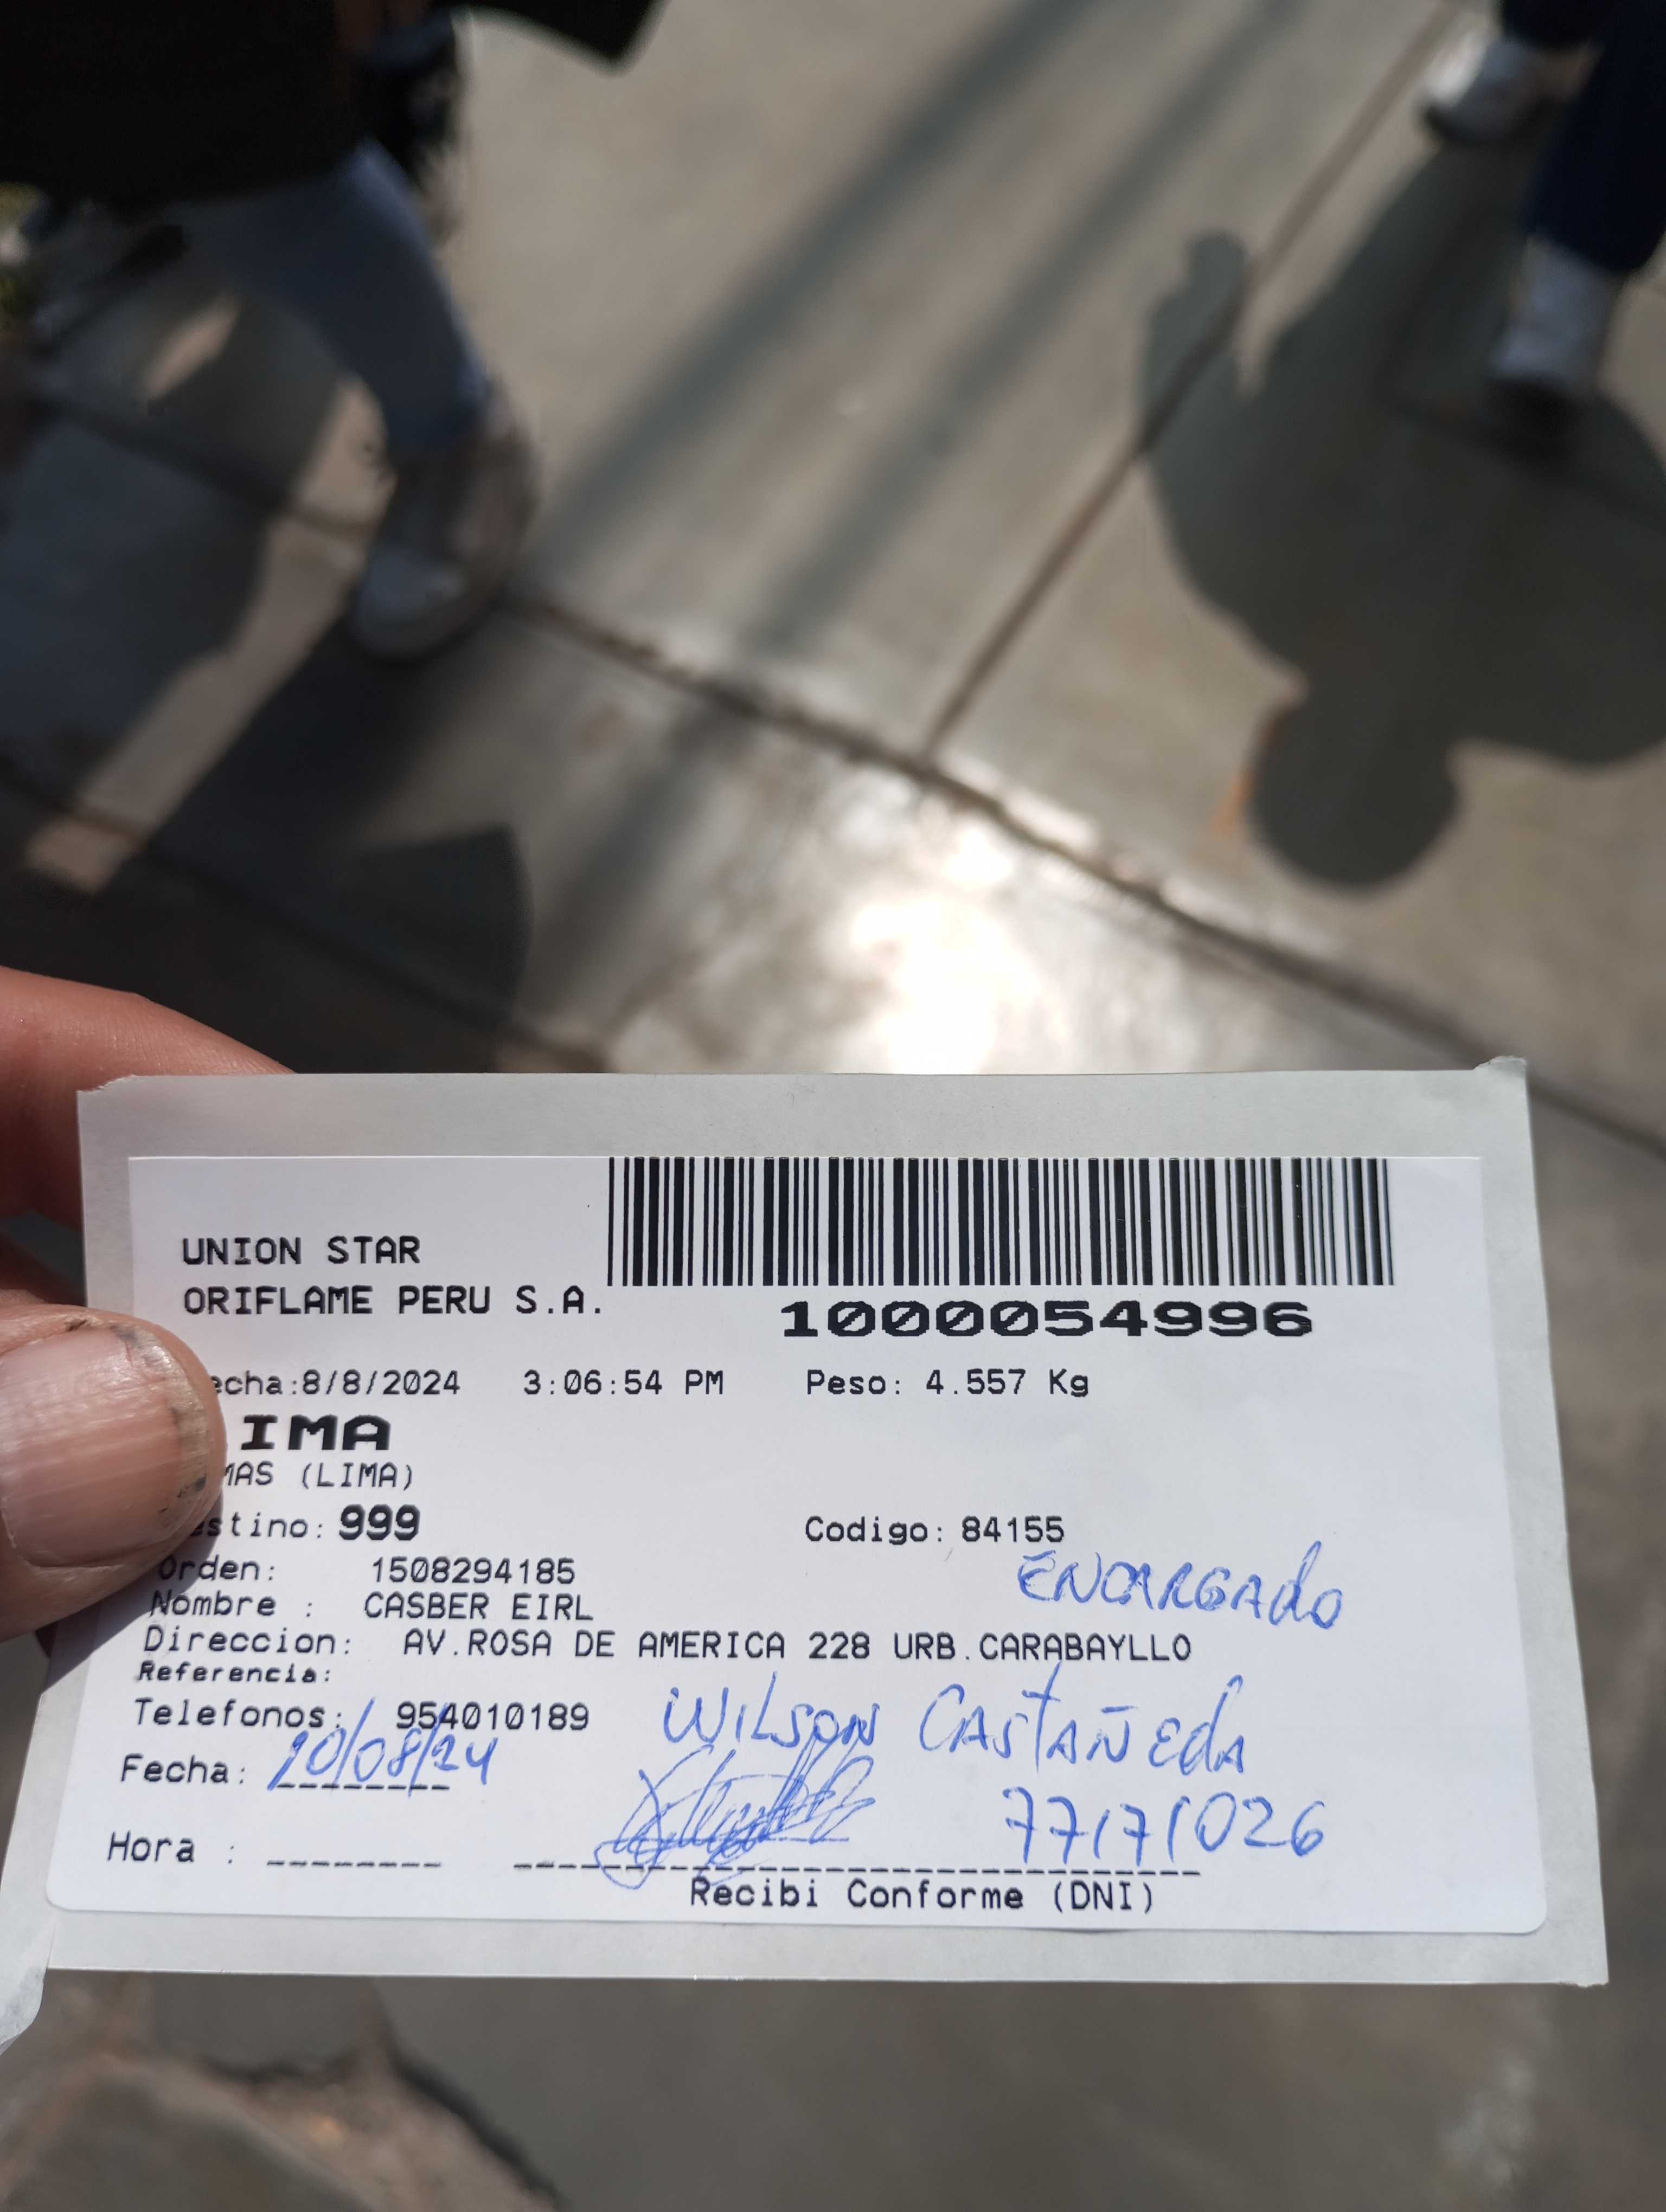 UNION STAR
ORIFLAME PERU S.A.
1000054996
echa:8/8/2024 3:06:54 PM Peso: 4.557 Kg
IMA
MAS (LIMA)
stino: 999 Codigo: 84155
Orden: 1508294185
ENCARGADO
Nombre : CASBER EIRL
Direccion: AV.ROSA DE AMERICA 228 URB.CARABAYLLO
Referencia:
Telefonos: 954010189
WILSON CASTAÑEDA
Fecha: 20/08/24
77171026
Hora :
Recibi Conforme (DNI)